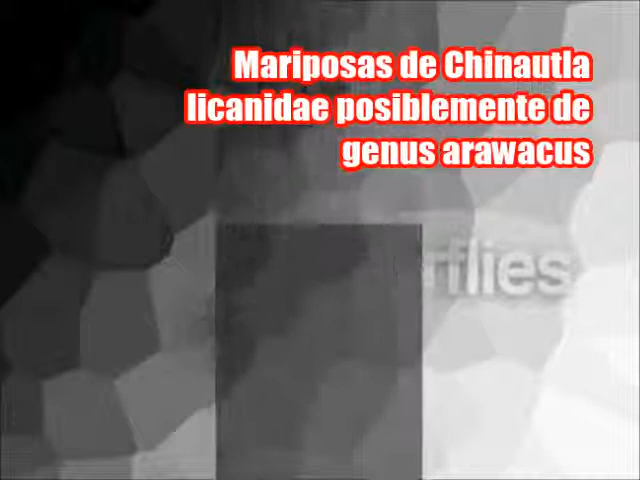 Mariposas de Chinautla
licanidae posiblemente de
genus arawacus
rflies